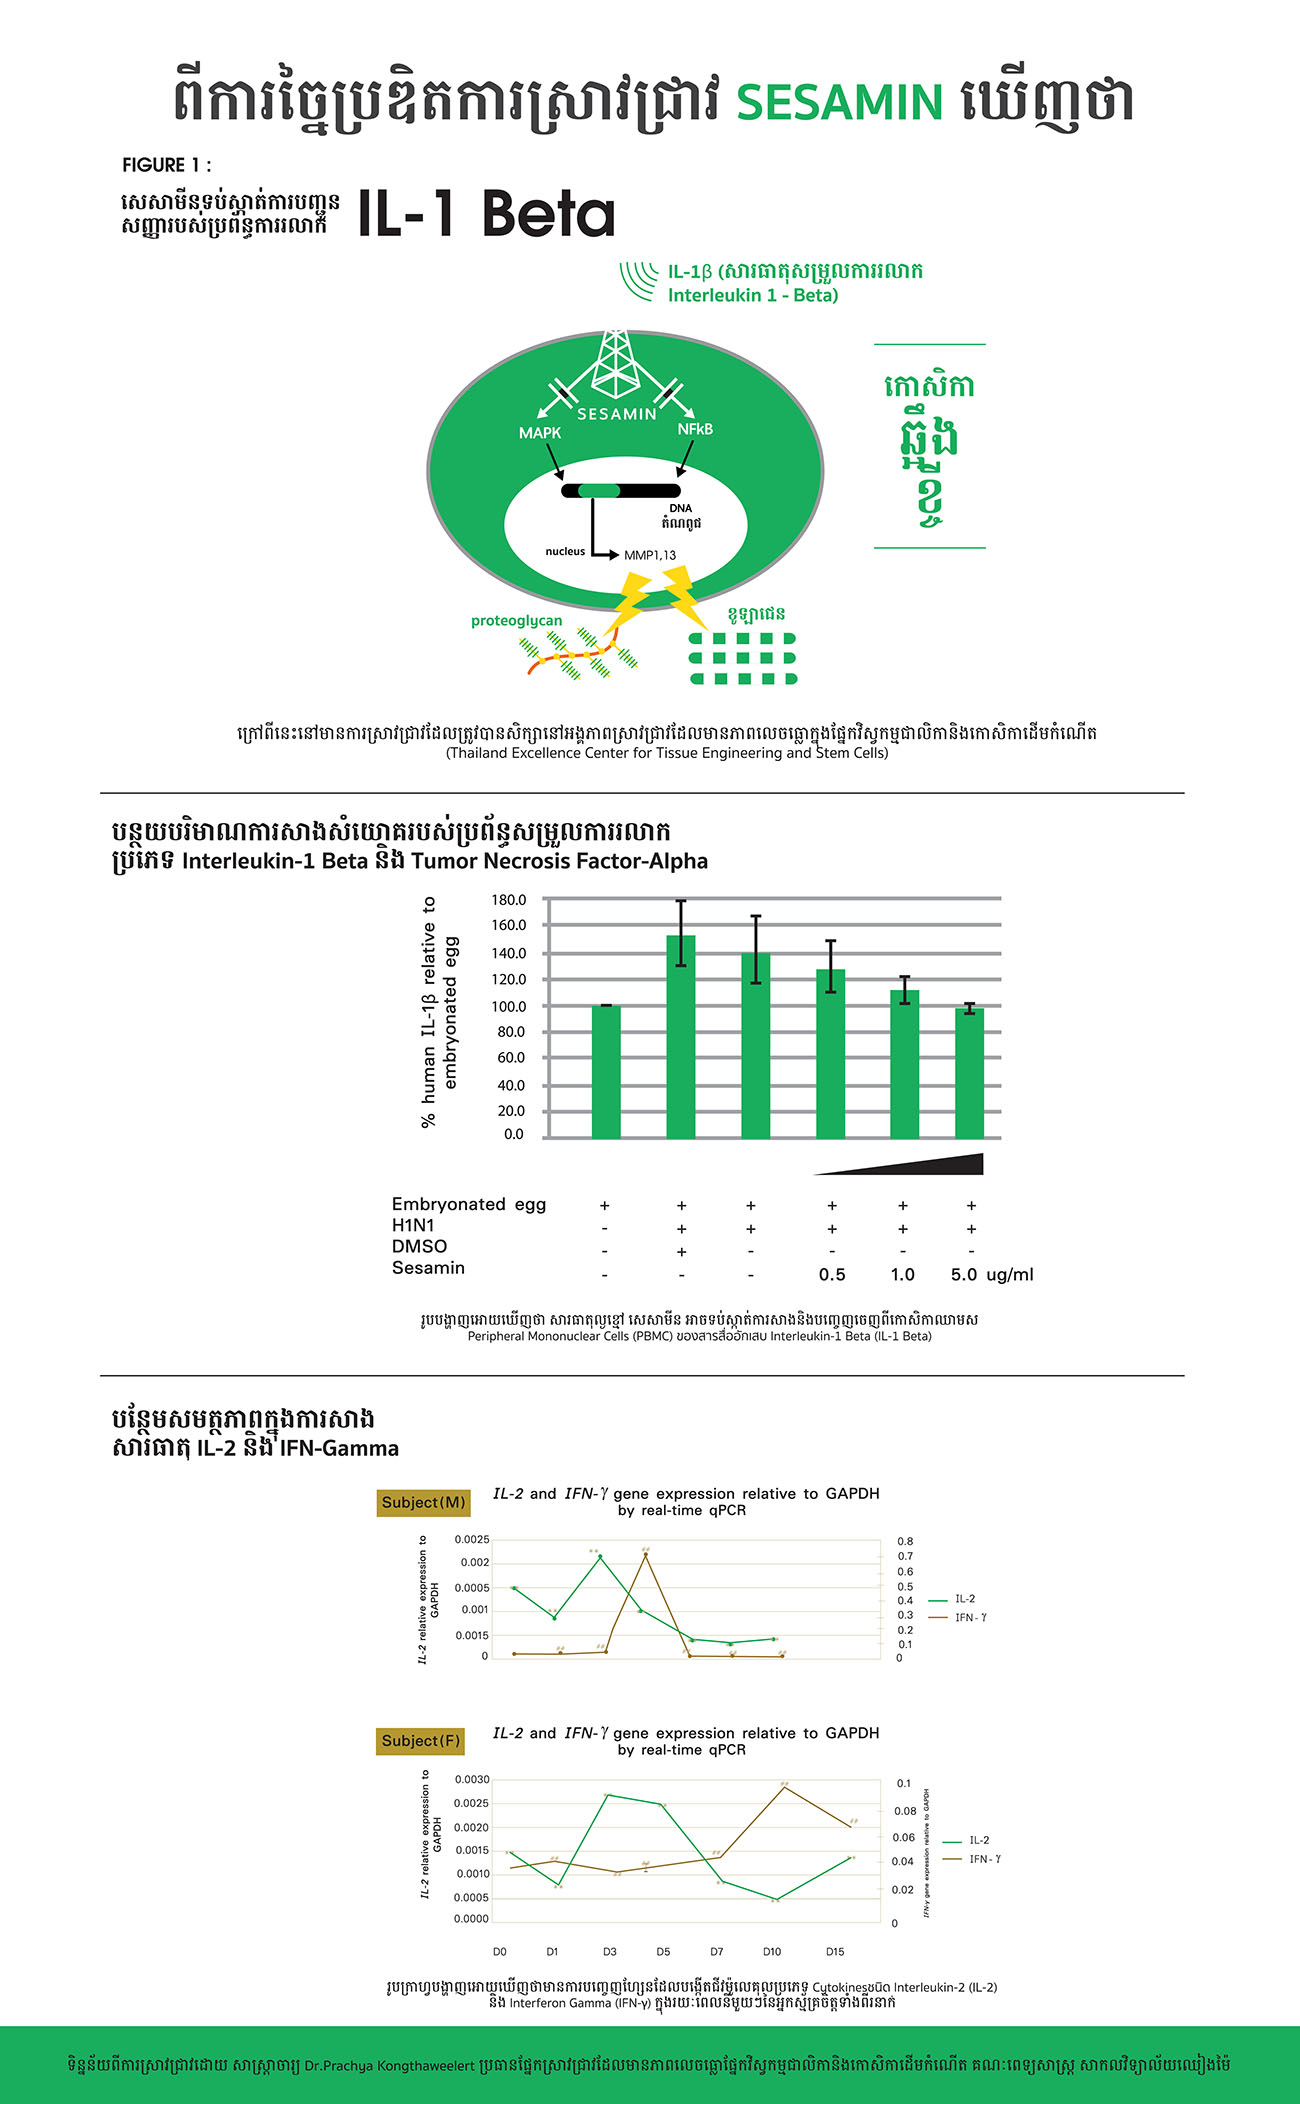 ពីការច្នៃប្រឌិតការស្រាវជ្រាវ SESAMIN ឃើញថា
FIGURE 1 :
សេសាមីនទប់ស្កាត់ការបញ្ជូន
សញ្ញារបស់ប្រព័ន្ធការរលាក
IL-1 Beta
IL-1β (សារធាតុសម្រួលការរលាក
Interleukin 1 - Beta)
SESAMIN
MAPK
NFkB
DNA
តំណពូជ
nucleus
MMP1,13
កោសិកា
ឆ្អឹង
ខ្ចី
proteoglycan
ខូឡាជេន
ក្រៅពីនេះនៅមានការស្រាវជ្រាវដែលត្រូវបានសិក្សានៅអង្គភាពស្រាវជ្រាវដែលមានភាពលេចធ្លោក្នុងផ្នែកវិស្វកម្មជាលិកានិងកោសិកាដើមកំណើត
(Thailand Excellence Center for Tissue Engineering and Stem Cells)
បន្ថយបរិមាណការសាងសំយោគរបស់ប្រព័ន្ធសម្រួលការរលាក
ប្រភេទ Interleukin-1 Beta និង Tumor Necrosis Factor-Alpha
% human IL-1β relative to
embryonated egg
180.0
160.0
140.0
120.0
100.0
80.0
60.0
40.0
20.0
0.0
Embryonated egg + + + + + +
H1N1 - + + + + +
DMSO - + - - - -
Sesamin - - - 0.5 1.0 5.0 ug/ml
រូបបង្ហាញអោយឃើញថា សារធាតុល្ងខ្មៅ សេសាមីន អាចទប់ស្កាត់ការសាងនិងបញ្ចេញចេញពីកោសិកាឈាមស
Peripheral Mononuclear Cells (PBMC) ของสารสื่ออักเสบ Interleukin-1 Beta (IL-1 Beta)
បន្ថែមសមត្ថភាពក្នុងការសាង
សារធាតុ IL-2 និង IFN-Gamma
Subject(M)
IL-2 and IFN-γ gene expression relative to GAPDH
by real-time qPCR
IL-2 relative expression to
GAPDH
0.0025
0.002
0.0005
0.001
0.0015
0
**
**
##
##
##
##
##
##
0.8
0.7
0.6
0.5
0.4
0.3
0.2
0.1
0
IL-2
IFN-γ
Subject(F)
IL-2 and IFN-γ gene expression relative to GAPDH
by real-time qPCR
IL-2 relative expression to
GAPDH
0.0030
0.0025
0.0020
0.0015
0.0010
0.0005
0.0000
0.1
0.08
0.06
0.04
0.02
0
IFN-γ gene expression relative to GAPDH
IL-2
IFN-γ
D0 D1 D3 D5 D7 D10 D15
រូបក្រាហ្វបង្ហាញអោយឃើញថាមានការបញ្ចេញហ្សែនដែលបង្កើតជីវម៉ូលេគុលប្រភេទ Cytokinesชนิด Interleukin-2 (IL-2)
និង Interferon Gamma (IFN-γ) ក្នុងរយៈពេលនីមួយៗនៃអ្នកស្ម័គ្រចិត្តទាំងពីរនាក់
ទិន្នន័យពីការស្រាវជ្រាវដោយ សាស្ត្រាចារ្យ Dr.Prachya Kongthaweelert ប្រធានផ្នែកស្រាវជ្រាវដែលមានភាពលេចធ្លោផ្នែកវិស្វកម្មជាលិកានិងកោសិកាដើមកំណើត គណៈពេទ្យសាស្ត្រ សាកលវិទ្យាល័យឈៀងម៉ៃ